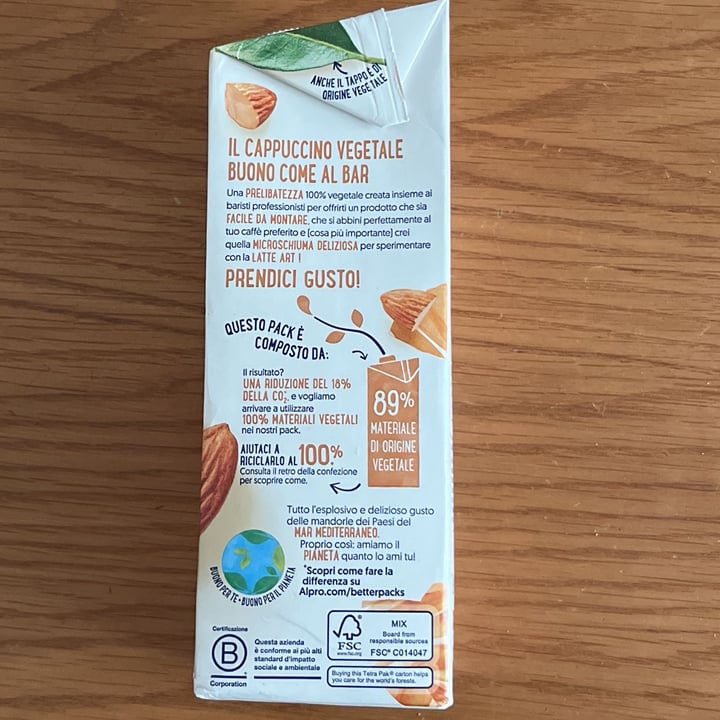 ANCHE IL TAPPO È DI
ORIGINE VEGETALE
IL CAPPUCCINO VEGETALE
BUONO COME AL BAR
Una PRELIBATEZZA 100% vegetale creata insieme ai
baristi professionisti per offrirti un prodotto che sia
FACILE DA MONTARE, che si abbini perfettamente al
tuo caffè preferito e (cosa più importante) crei
quella MICROSCHIUMA DELIZIOSA per sperimentare
con la LATTE ART !
PRENDICI GUSTO!
QUESTO PACK È
COMPOSTO DA:
Il risultato?
UNA RIDUZIONE DEL 18%
DELLA CO₂*, e vogliamo
arrivare a utilizzare
100% MATERIALI VEGETALI
nei nostri pack.
89%
MATERIALE
DI ORIGINE
VEGETALE
AIUTACI A
RICICLARLO AL 100%.
Consulta il retro della confezione
per scoprire come.
Tutto l'esplosivo e delizioso gusto
delle mandorle dei Paesi del
MAR MEDITERRANEO.
Proprio così: amiamo il
PIANETA quanto lo ami tu!
*Scopri come fare la
differenza su
Alpro.com/betterpacks
BUONO PER TE • BUONO PER IL PIANETA
Certificazione
B
Corporation
Questa azienda
è conforme ai più alti
standard d'impatto
sociale e ambientale
FSC
www.fsc.org
MIX
Board from
responsible sources
FSC® C014047
Buying this Tetra Pak® carton helps
you care for the world's forests.